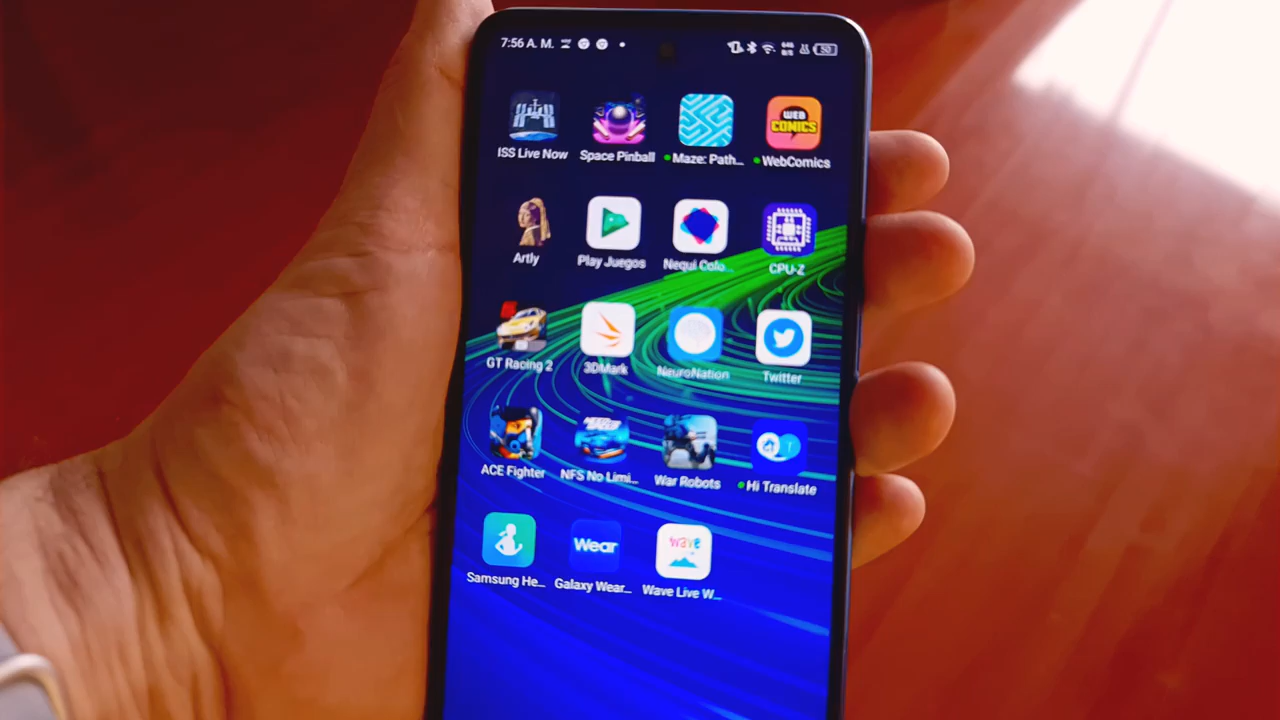 7:56 A. M. 50
ISS Live Now Space Pinball Maze: Path... WEB COMICS WebComics
Artly Play Juegos Nequi Colo... CPU-Z
GT Racing 2 3DMark NeuroNation Twitter
ACE Fighter NFS No Limi... War Robots Hi Translate
Wear wave
Samsung He... Galaxy Wear... Wave Live W...